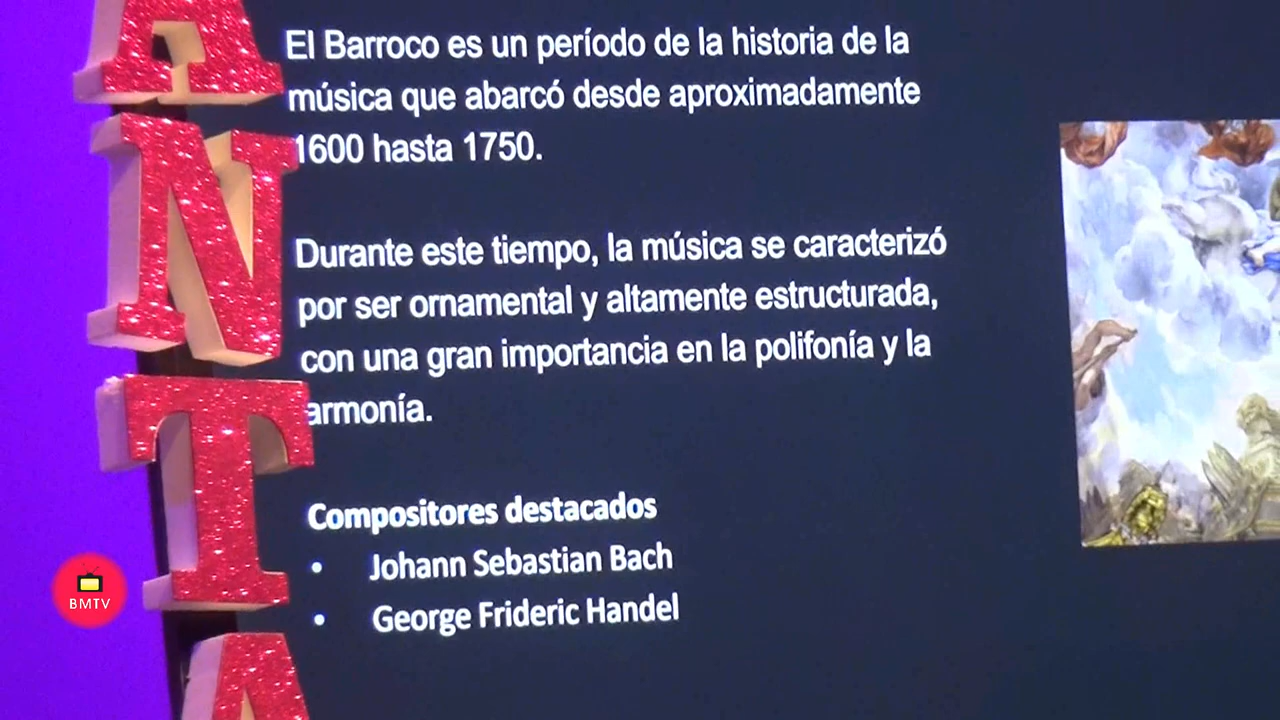 El Barroco es un período de la historia de la
música que abarcó desde aproximadamente
1600 hasta 1750.
Durante este tiempo, la música se caracterizó
por ser ornamental y altamente estructurada,
con una gran importancia en la polifonía y la
armonía.
Compositores destacados
• Johann Sebastian Bach
• George Frideric Handel
A
N
T
A
BMTV